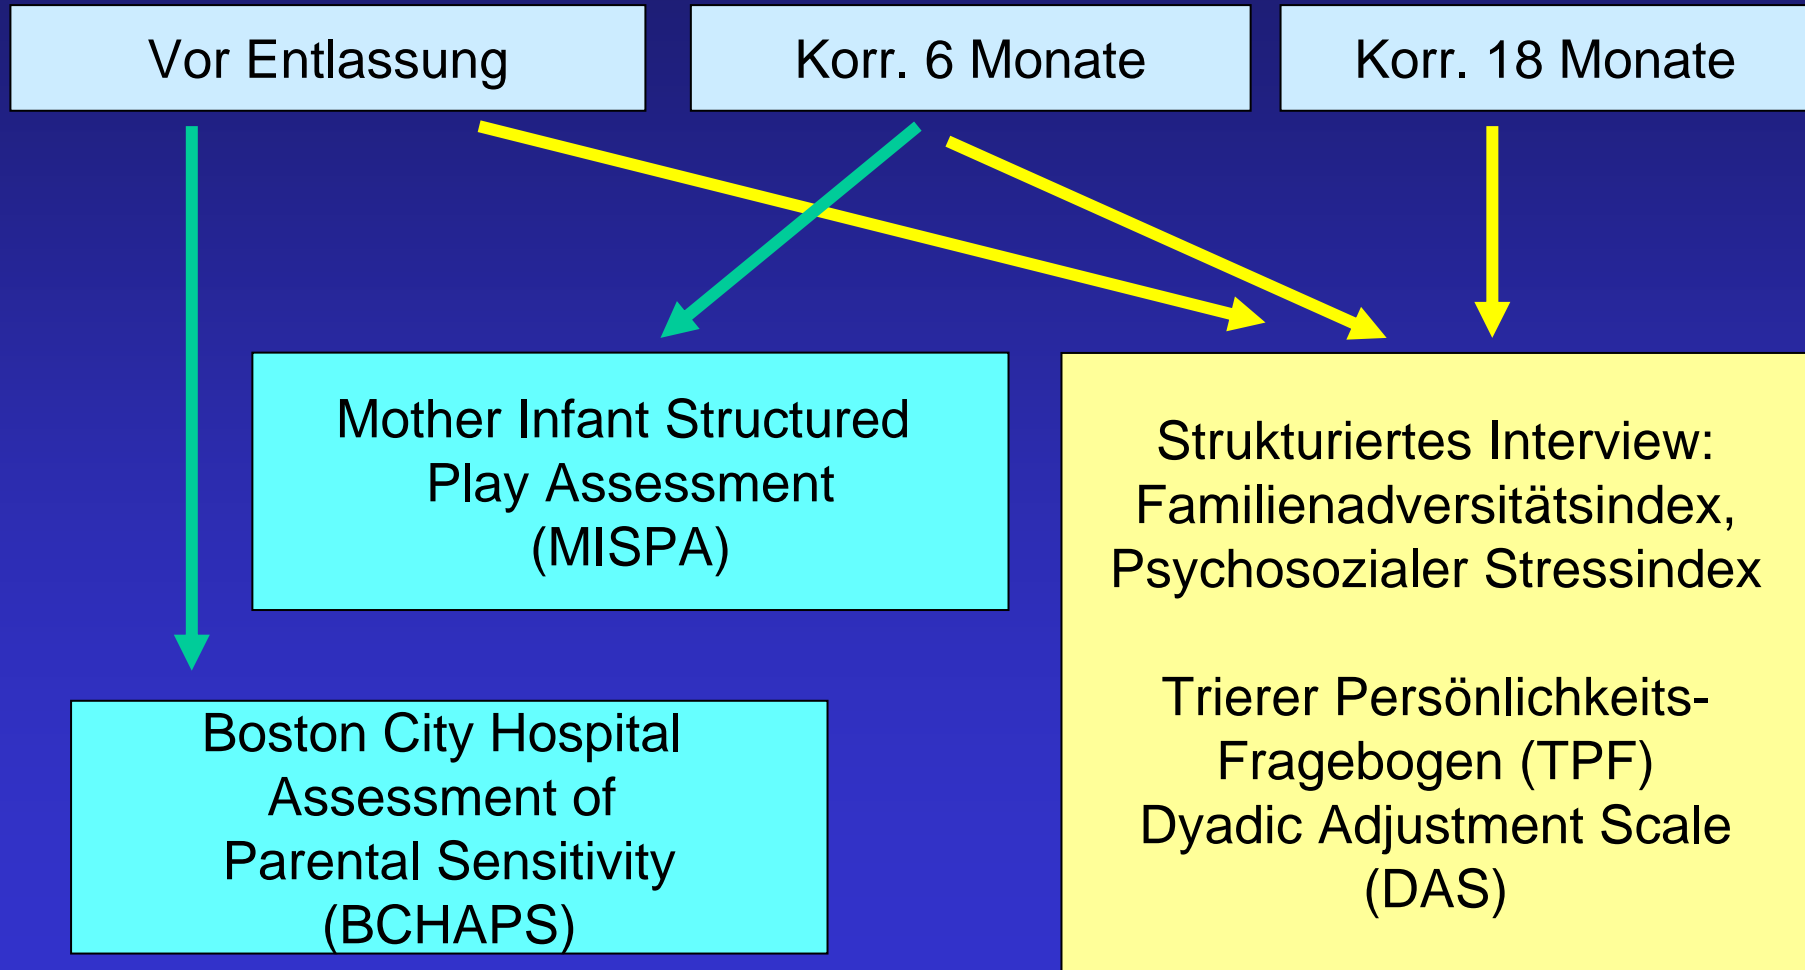 Vor Entlassung
Korr. 6 Monate
Korr. 18 Monate
Mother Infant Structured
Play Assessment
(MISPA)
Strukturiertes Interview:
Familienadversitätsindex,
Psychosozialer Stressindex
Trierer Persönlichkeits-
Fragebogen (TPF)
Dyadic Adjustment Scale
(DAS)
Boston City Hospital
Assessment of
Parental Sensitivity
(BCHAPS)